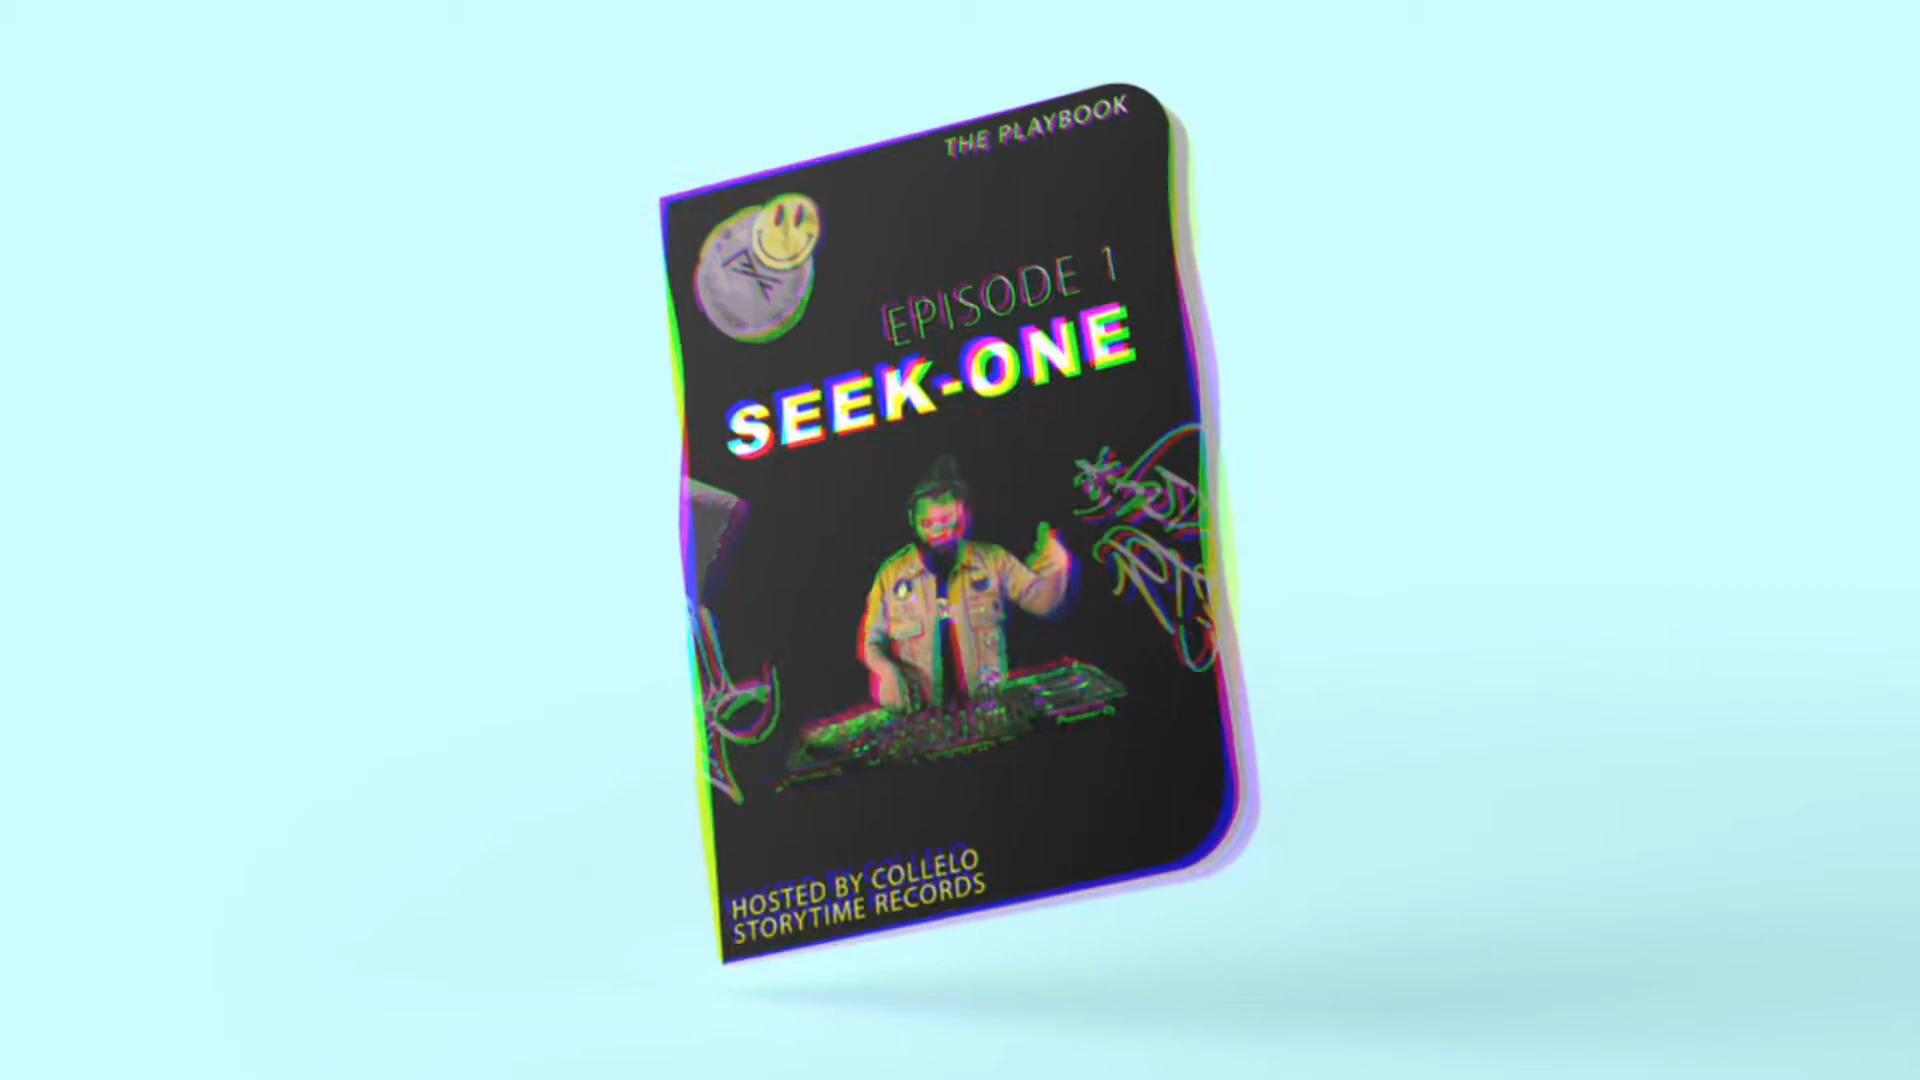 THE PLAYBOOK
EPISODE 1
SEEK-ONE
HOSTED BY COLLELO
STORYTIME RECORDS